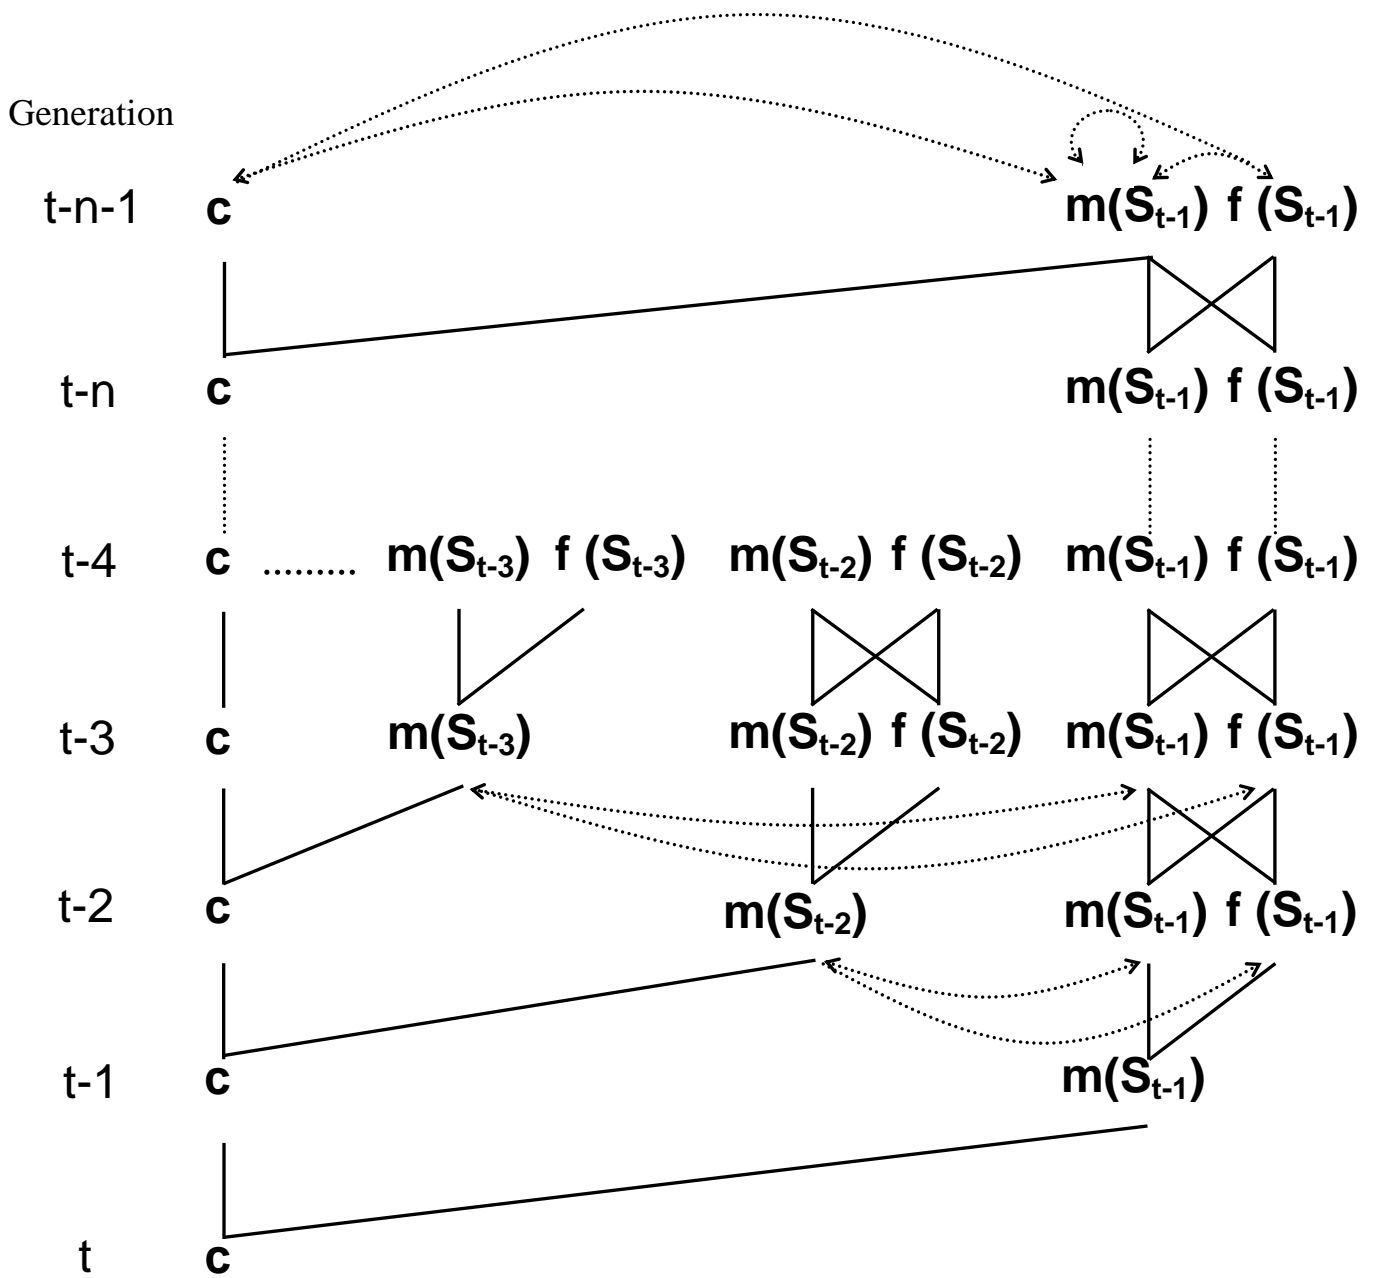 Generation
t-n-1 c m(St-1) f (St-1)
t-n c m(St-1) f (St-1)
t-4 c ......... m(St-3) f (St-3) m(St-2) f (St-2) m(St-1) f (St-1)
t-3 c m(St-3) m(St-2) f (St-2) m(St-1) f (St-1)
t-2 c m(St-2) m(St-1) f (St-1)
t-1 c m(St-1)
t c